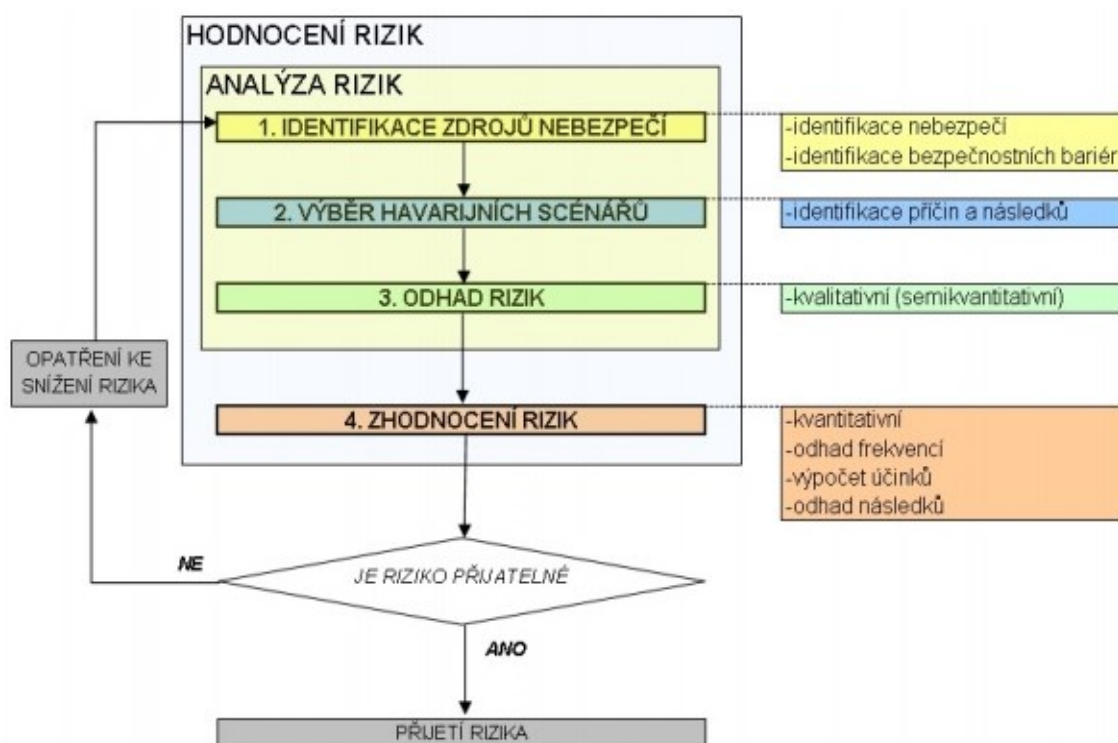 HODNOCENÍ RIZIK
ANALÝZA RIZIK
1. IDENTIFIKACE ZDROJŮ NEBEZPEČÍ
-identifikace nebezpečí
-identifikace bezpečnostních bariér
2. VÝBĚR HAVARIJNÍCH SCÉNÁŘŮ
-identifikace příčin a následků
3. ODHAD RIZIK
-kvalitativní (semikvantitativní)
OPATŘENÍ KE
SNÍŽENÍ RIZIKA
4. ZHODNOCENÍ RIZIK
-kvantitativní
-odhad frekvencí
-výpočet účinků
-odhad následků
NE
JE RIZIKO PŘIJATELNÉ
ANO
PŘIJETÍ RIZIKA